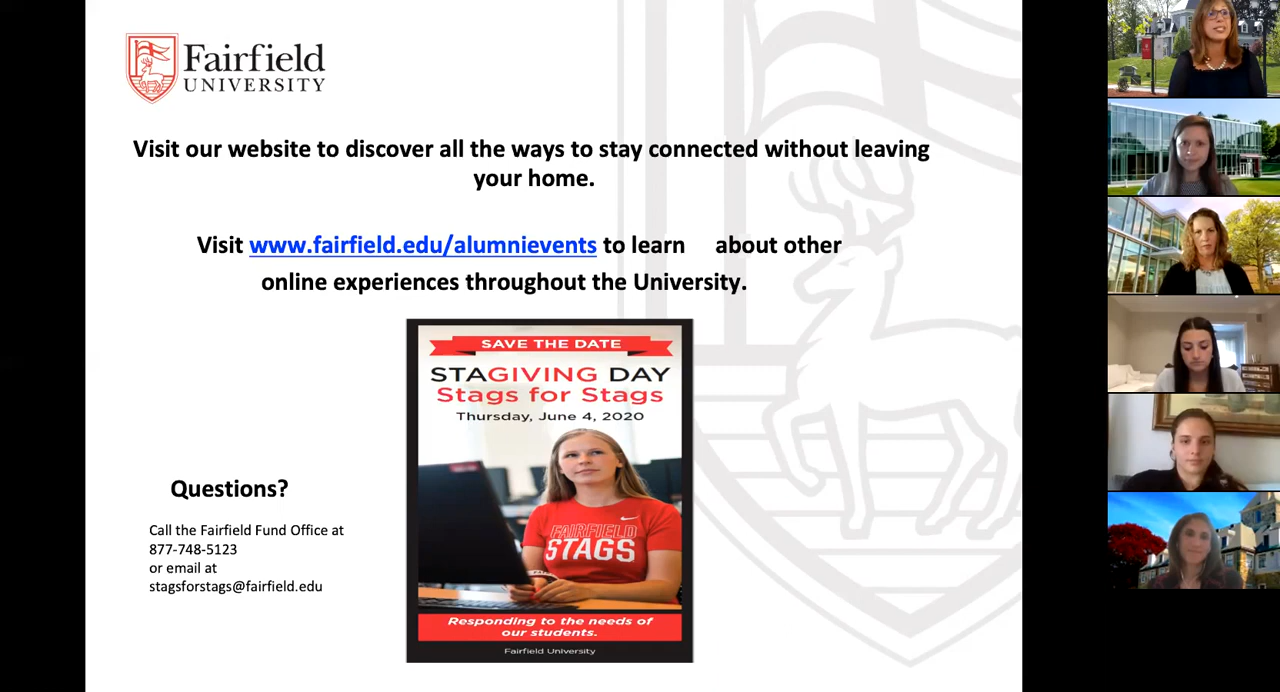 Fairfield
UNIVERSITY
Visit our website to discover all the ways to stay connected without leaving
your home.
Visit www.fairfield.edu/alumnievents to learn about other
online experiences throughout the University.
SAVE THE DATE
STAGIVING DAY
Stags for Stags
Thursday, June 4, 2020
FAIRFIELD
STAGS
Responding to the needs of
our students.
Fairfield University
Questions?
Call the Fairfield Fund Office at
877-748-5123
or email at
stagsforstags@fairfield.edu